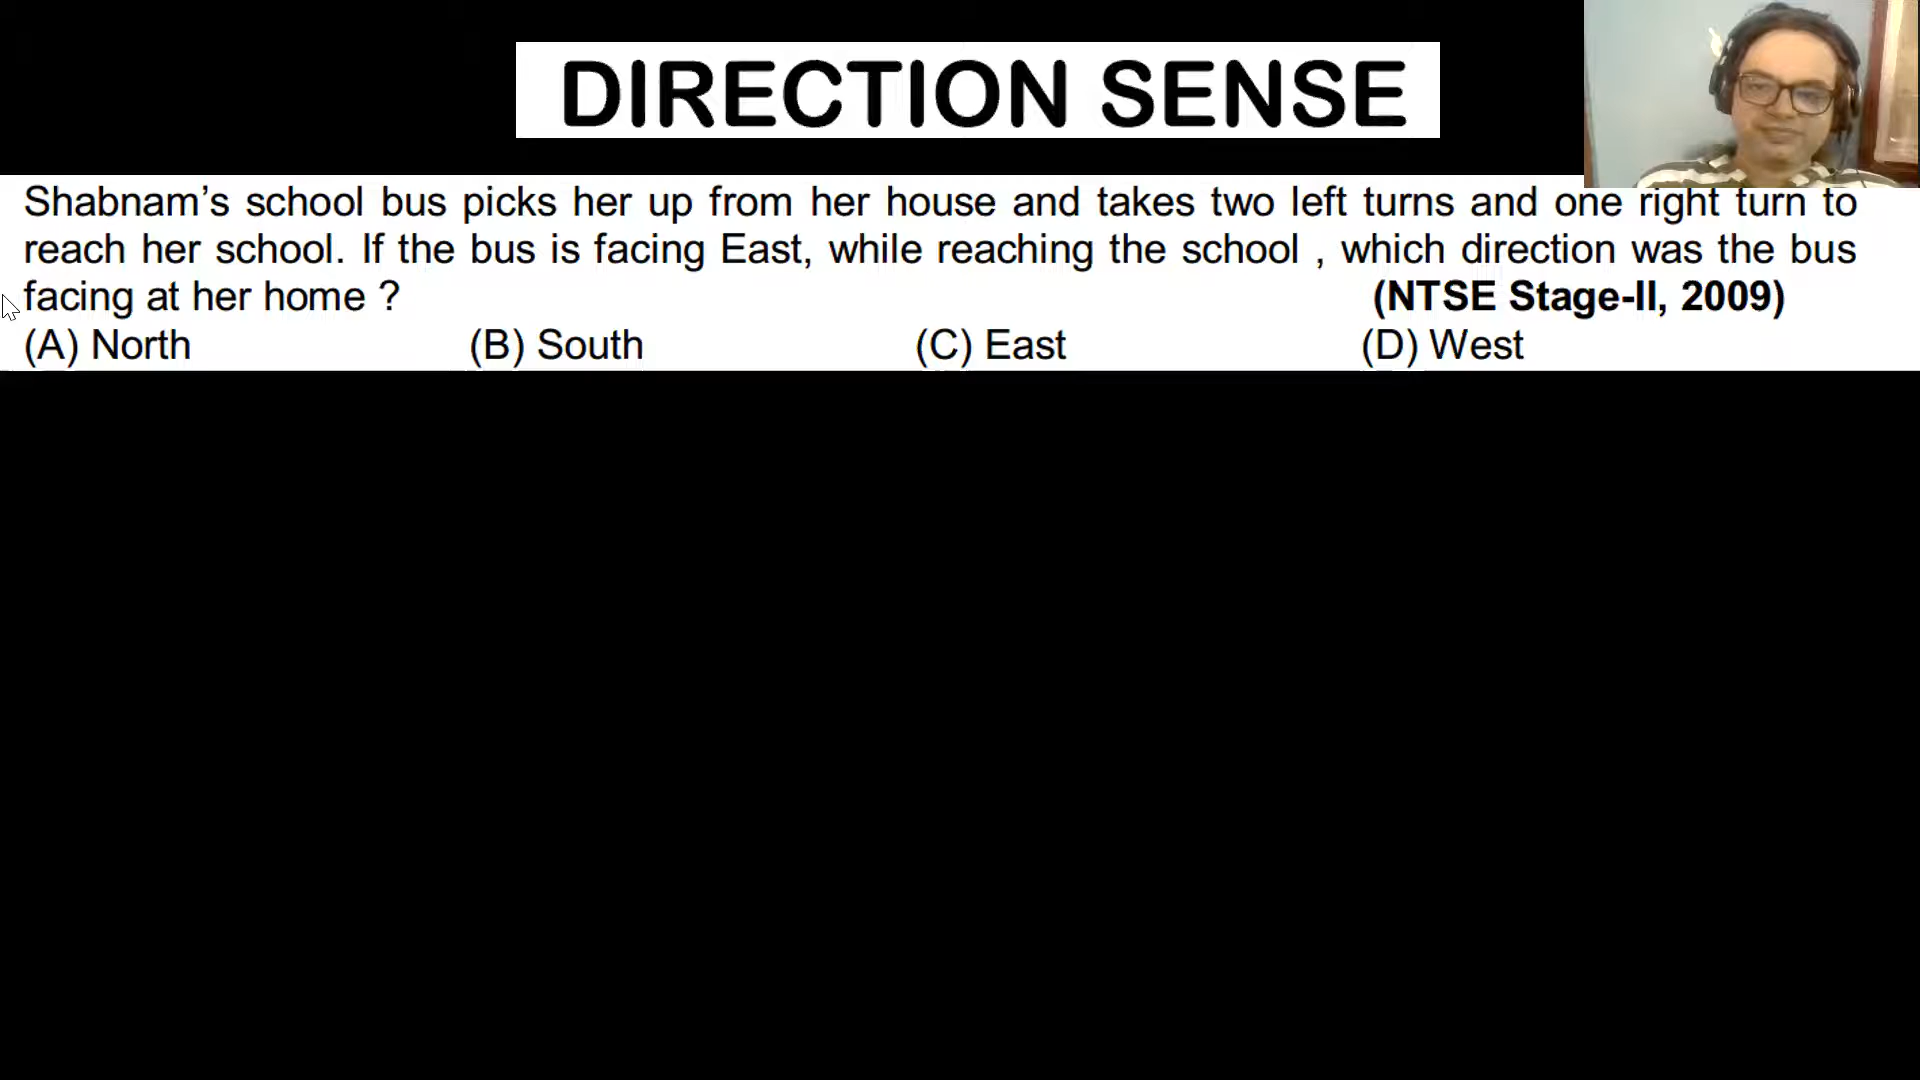 DIRECTION SENSE
Shabnam’s school bus picks her up from her house and takes two left turns and one right turn to
reach her school. If the bus is facing East, while reaching the school , which direction was the bus
facing at her home ? (NTSE Stage-II, 2009)
(A) North (B) South (C) East (D) West